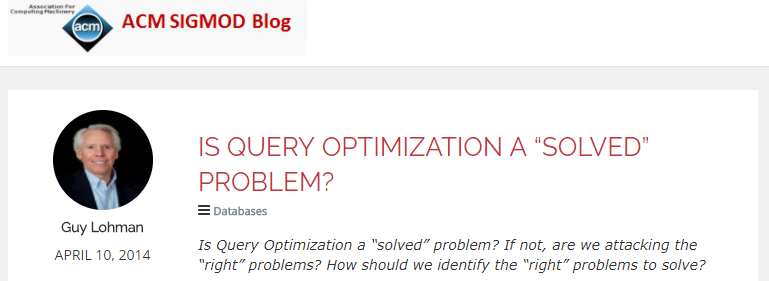 Association For
Computing Machinery
acm
ACM SIGMOD Blog
IS QUERY OPTIMIZATION A “SOLVED”
PROBLEM?
Databases
Guy Lohman
APRIL 10, 2014
Is Query Optimization a “solved” problem? If not, are we attacking the
“right” problems? How should we identify the “right” problems to solve?